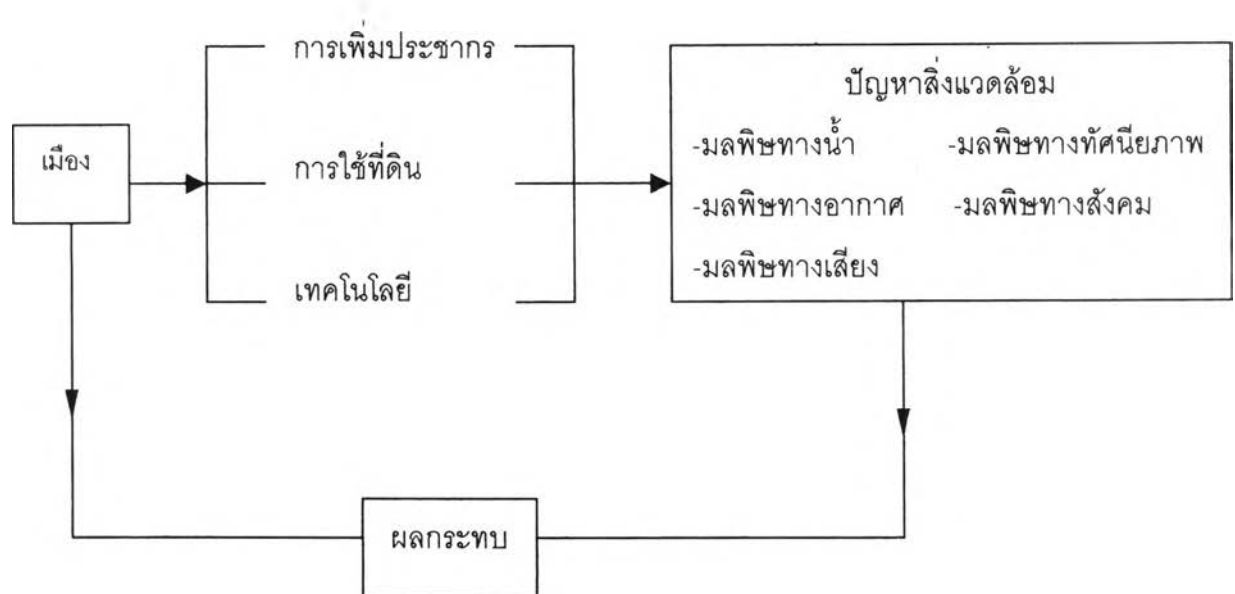 การเพิ่มประชากร
เมือง
การใช้ที่ดิน
เทคโนโลยี
ปัญหาสิ่งแวดล้อม
-มลพิษทางน้ำ -มลพิษทางทัศนียภาพ
-มลพิษทางอากาศ -มลพิษทางสังคม
-มลพิษทางเสียง
ผลกระทบ